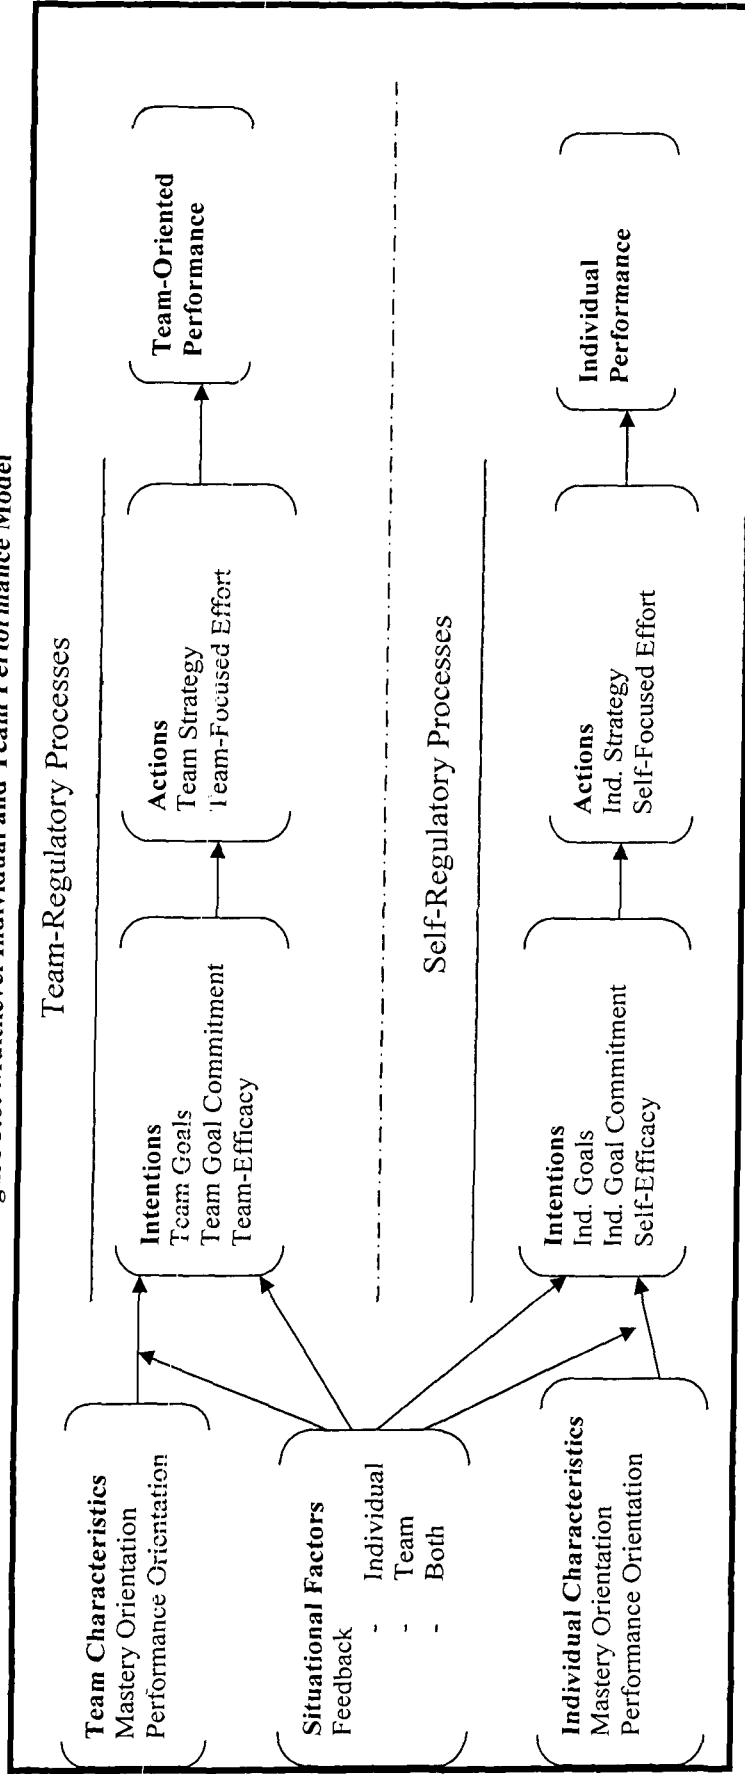 Multilevel Individual and Team Performance Model
Team-Regulatory Processes
Team Characteristics
Mastery Orientation
Performance Orientation
Intentions
Team Goals
Team Goal Commitment
Team-Efficacy
Actions
Team Strategy
Team-Focused Effort
Team-Oriented
Performance
Situational Factors
Feedback
- Individual
- Team
- Both
Self-Regulatory Processes
Individual Characteristics
Mastery Orientation
Performance Orientation
Intentions
Ind. Goals
Ind. Goal Commitment
Self-Efficacy
Actions
Ind. Strategy
Self-Focused Effort
Individual
Performance